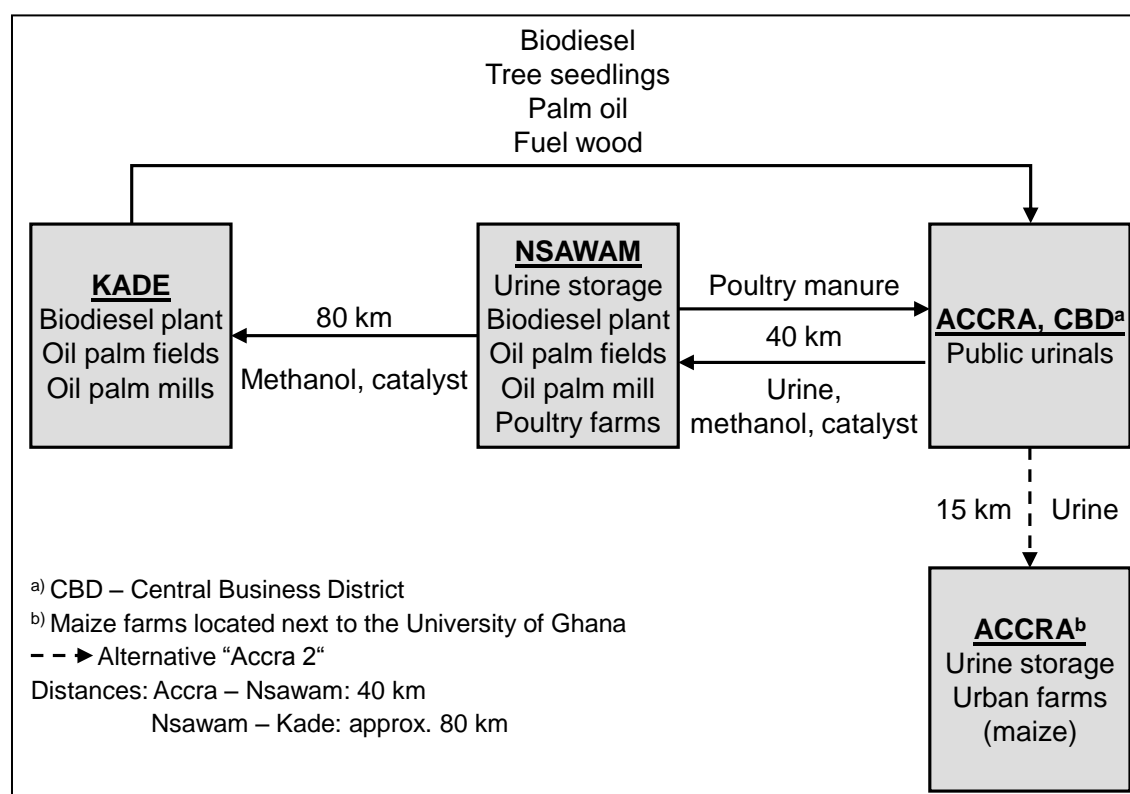 Biodiesel
Tree seedlings
Palm oil
Fuel wood
KADE
Biodiesel plant
Oil palm fields
Oil palm mills
80 km
Methanol, catalyst
NSAWAM
Urine storage
Biodiesel plant
Oil palm fields
Oil palm mill
Poultry farms
Poultry manure
40 km
Urine,
methanol, catalyst
ACCRA, CBDa
Public urinals
15 km Urine
ACCRAb
Urine storage
Urban farms
(maize)
a) CBD – Central Business District
b) Maize farms located next to the University of Ghana
Alternative “Accra 2“
Distances: Accra – Nsawam: 40 km
Nsawam – Kade: approx. 80 km